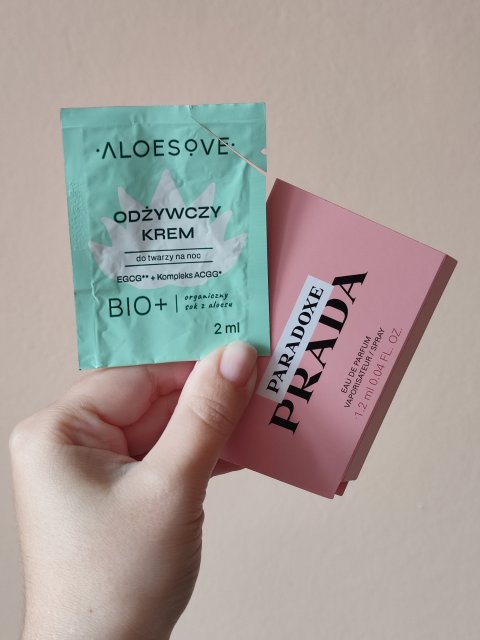 ·ALOESOVE·
ODŻYWCZY
KREM
do twarzy na noc
EGCG** + Kompleks ACGG*
BIO+
organiczny
sok z aloesu
2 ml
PARADOXE
PRADA
EAU DE PARFUM
VAPORISATEUR / SPRAY
1.2 ml 0.04 FL. OZ.